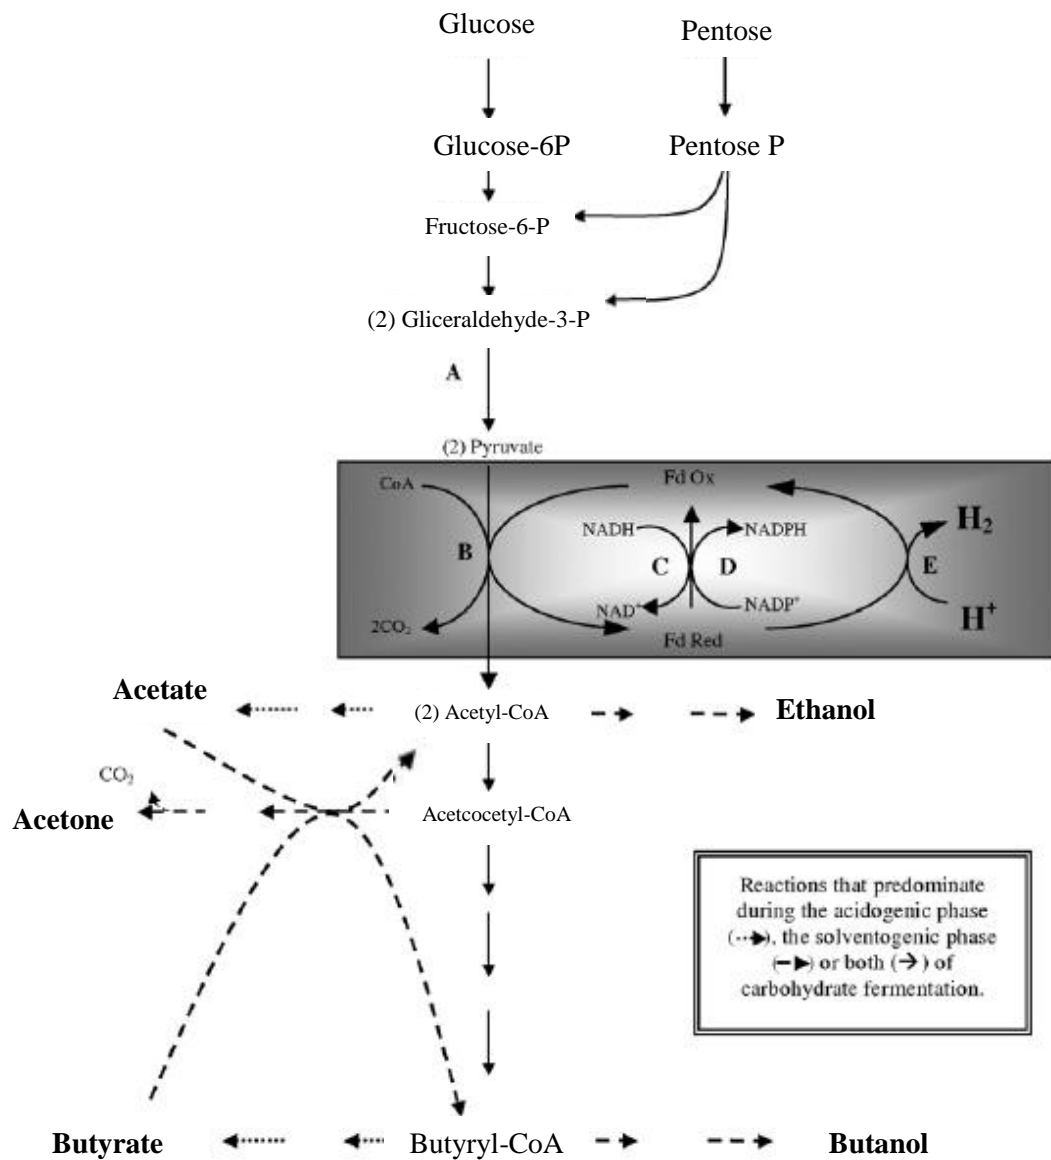 Glucose
Pentose
Glucose-6P
Pentose P
Fructose-6-P
(2) Gliceraldehyde-3-P
A
(2) Pyruvate
CoA
Fd Ox
NADH
NADPH
H₂
B
C
D
E
NAD⁺
NADP⁺
H⁺
2CO₂
Fd Red
Acetate
(2) Acetyl-CoA
Ethanol
CO₂
Acetone
Acetcocetyl-CoA
Reactions that predominate
during the acidogenic phase
(···▸), the solventogenic phase
(–▸) or both (→) of
carbohydrate fermentation.
Butyrate
Butyryl-CoA
Butanol